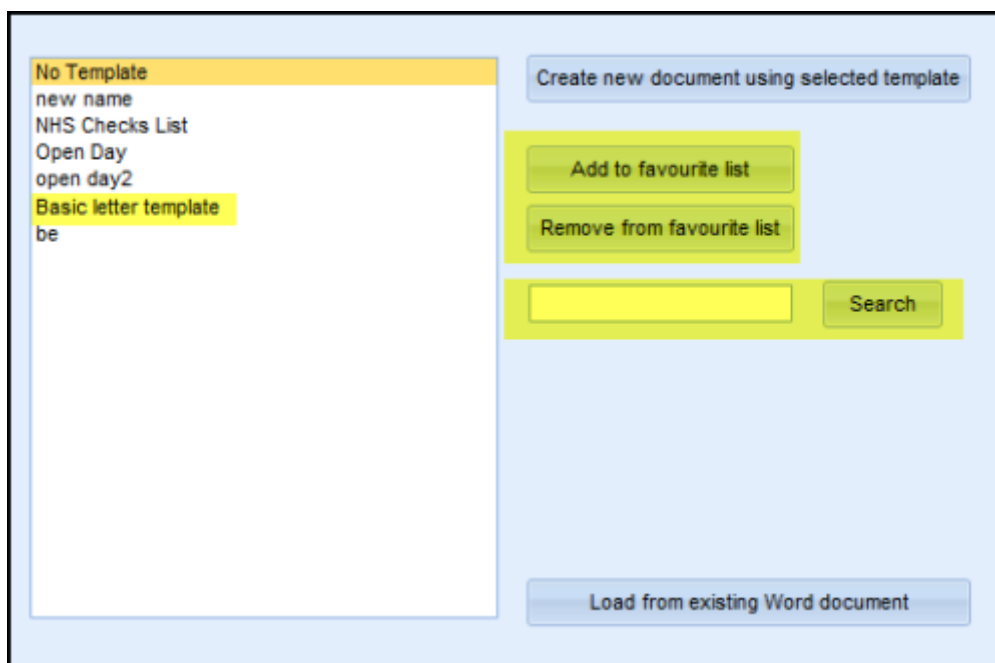 No Template
new name
NHS Checks List
Open Day
open day2
Basic letter template
be
Create new document using selected template
Add to favourite list
Remove from favourite list
Search
Load from existing Word document